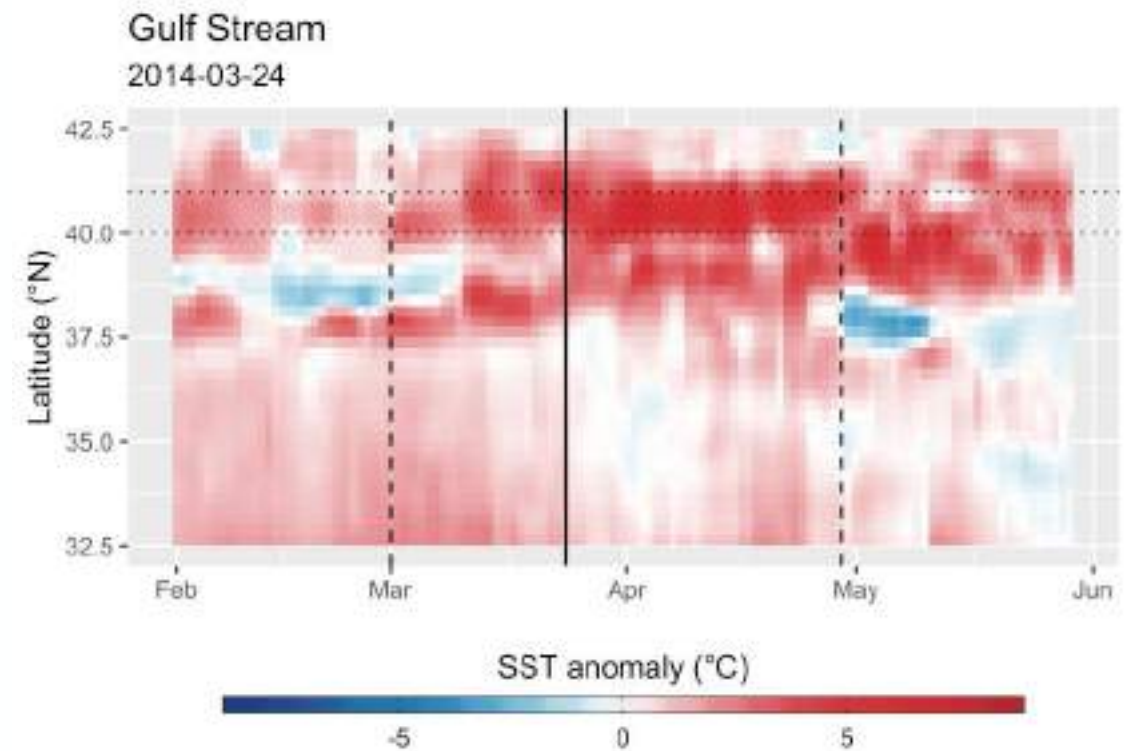 Gulf Stream
2014-03-24
42.5
40.0
37.5
35.0
32.5
Latitude (°N)
Feb Mar Apr May Jun
SST anomaly (°C)
-5 0 5